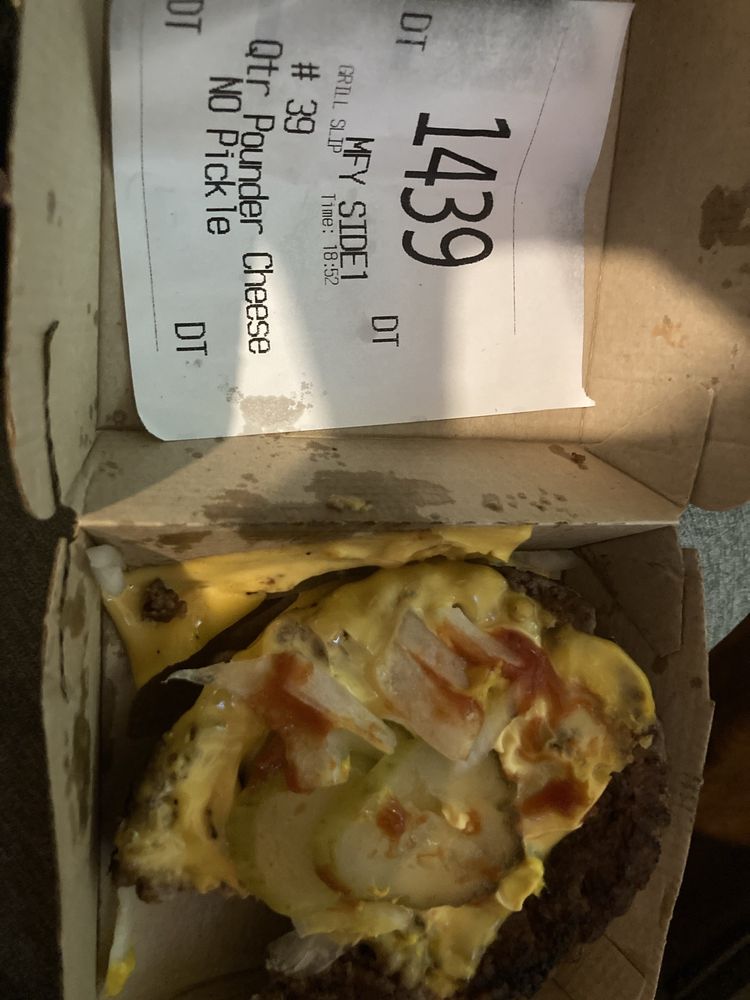 DT
1439
GRILL SLIP
MFY SIDE1
Time: 18:52
DT
# 39
Qtr Pounder Cheese
NO Pickle
DT
DT